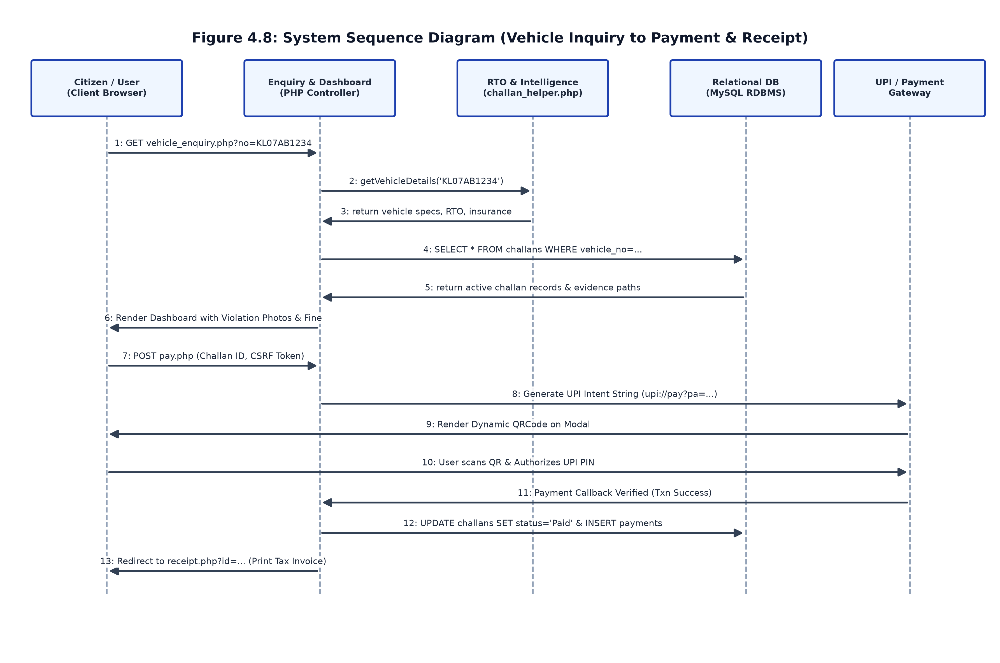 Figure 4.8: System Sequence Diagram (Vehicle Inquiry to Payment & Receipt)
Citizen / User
(Client Browser)
Enquiry & Dashboard
(PHP Controller)
RTO & Intelligence
(challan_helper.php)
Relational DB
(MySQL RDBMS)
UPI / Payment
Gateway
1: GET vehicle_enquiry.php?no=KL07AB1234
2: getVehicleDetails('KL07AB1234')
3: return vehicle specs, RTO, insurance
4: SELECT * FROM challans WHERE vehicle_no=...
5: return active challan records & evidence paths
6: Render Dashboard with Violation Photos & Fine
7: POST pay.php (Challan ID, CSRF Token)
8: Generate UPI Intent String (upi://pay?pa=...)
9: Render Dynamic QRCode on Modal
10: User scans QR & Authorizes UPI PIN
11: Payment Callback Verified (Txn Success)
12: UPDATE challans SET status='Paid' & INSERT payments
13: Redirect to receipt.php?id=... (Print Tax Invoice)